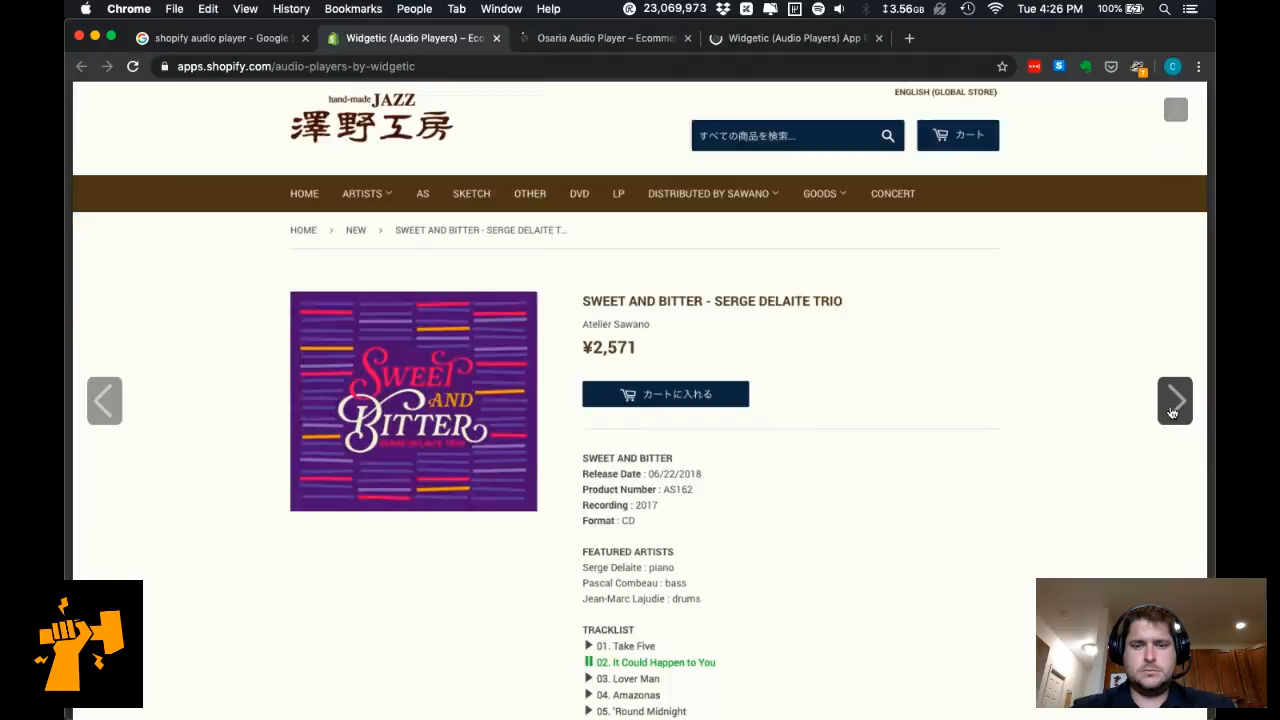 Chrome File Edit View History Bookmarks People Tab Window Help 23,069,973 3.56GB Tue 4:26 PM 100%
shopify audio player - Google Widgetic (Audio Players) – Eco Osaria Audio Player – Ecomme Widgetic (Audio Players) App
apps.shopify.com/audio-players-by-widgetic
ENGLISH (GLOBAL STORE)
hand-made JAZZ
澤野工房
すべての商品を検索...
カート
HOME ARTISTS AS SKETCH OTHER DVD LP DISTRIBUTED BY SAWANO GOODS CONCERT
HOME › NEW › SWEET AND BITTER - SERGE DELAITE T...
SWEET AND BITTER
SERGE DELAITE TRIO
SWEET AND BITTER - SERGE DELAITE TRIO
Atelier Sawano
¥2,571
カートに入れる
SWEET AND BITTER
Release Date : 06/22/2018
Product Number : AS162
Recording : 2017
Format : CD
FEATURED ARTISTS
Serge Delaite : piano
Pascal Combeau : bass
Jean-Marc Lajudie : drums
TRACKLIST
01. Take Five
02. It Could Happen to You
03. Lover Man
04. Amazonas
05. 'Round Midnight